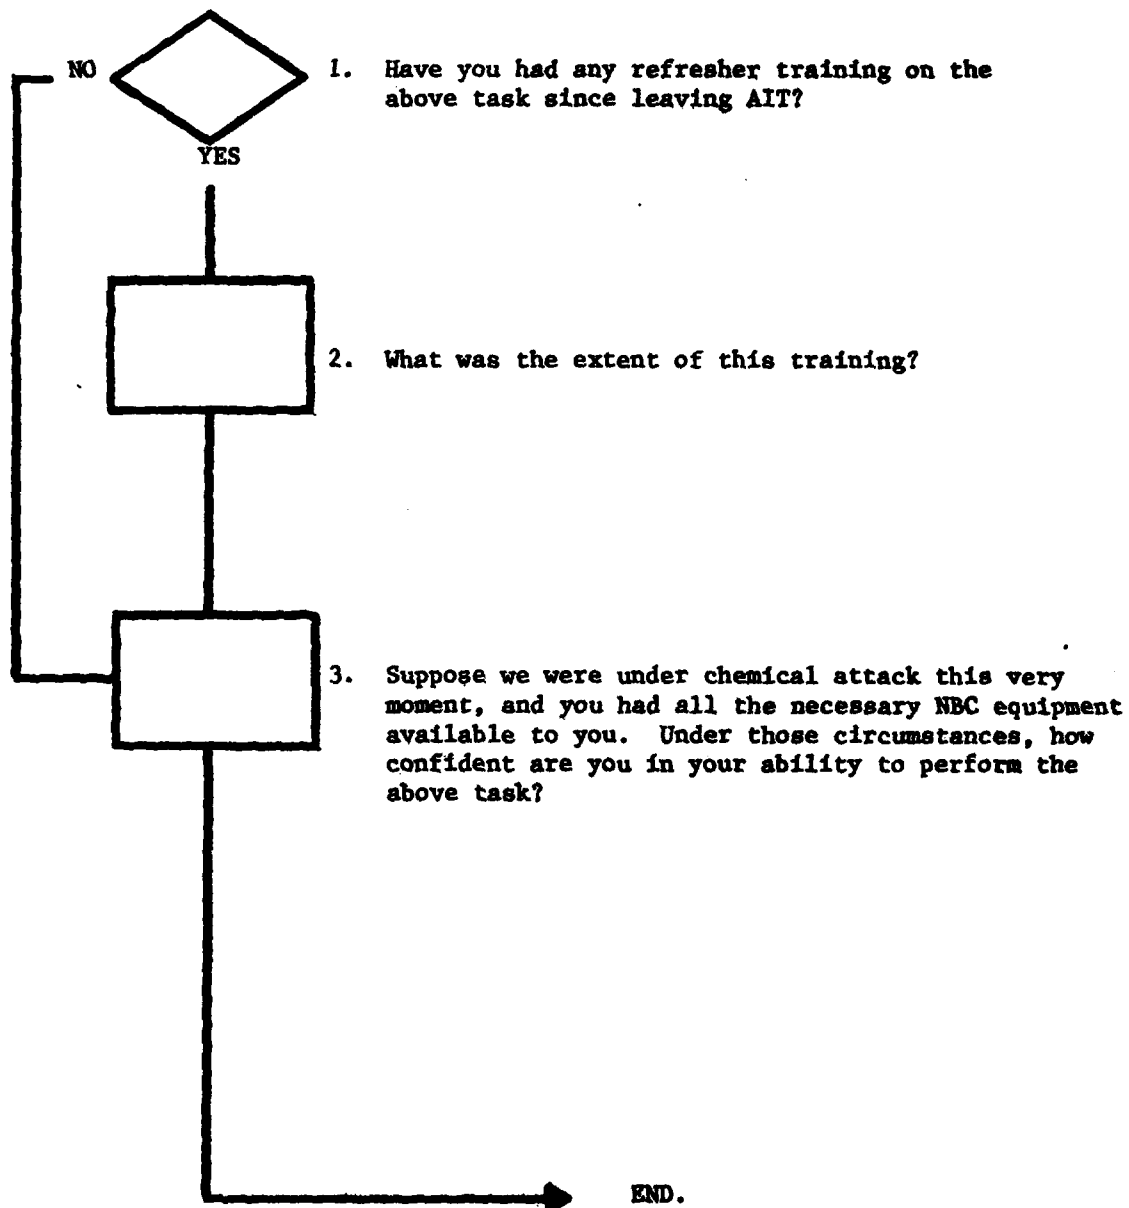 NO
1. Have you had any refresher training on the
above task since leaving AIT?
YES
2. What was the extent of this training?
3. Suppose we were under chemical attack this very
moment, and you had all the necessary NBC equipment
available to you. Under those circumstances, how
confident are you in your ability to perform the
above task?
END.